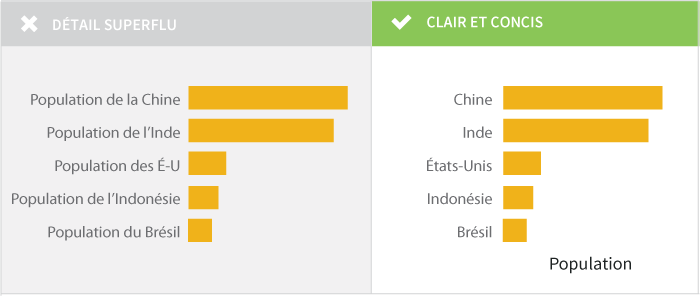 DÉTAIL SUPERFLU
Population de la Chine
Population de l’Inde
Population des É-U
Population de l’Indonésie
Population du Brésil
CLAIR ET CONCIS
Chine
Inde
États-Unis
Indonésie
Brésil
Population